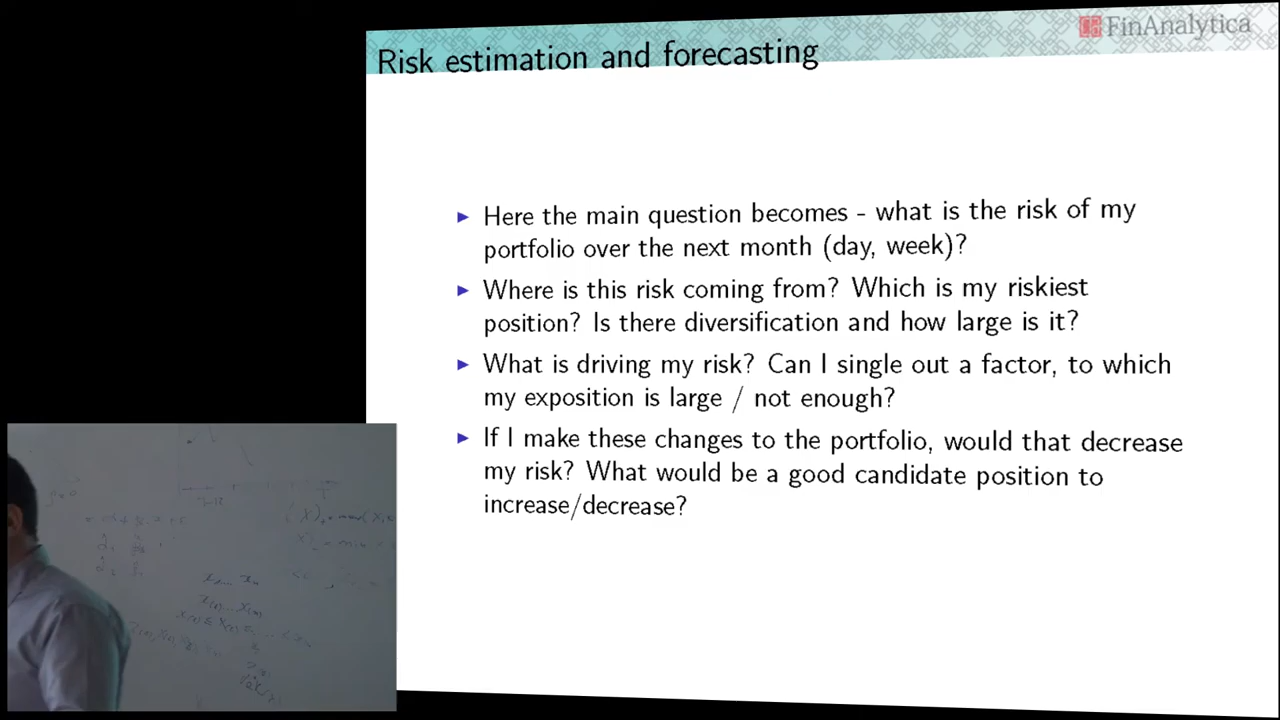 FinAnalytica
Risk estimation and forecasting
Here the main question becomes - what is the risk of my
portfolio over the next month (day, week)?
Where is this risk coming from? Which is my riskiest
position? Is there diversification and how large is it?
What is driving my risk? Can I single out a factor, to which
my exposition is large / not enough?
If I make these changes to the portfolio, would that decrease
my risk? What would be a good candidate position to
increase/decrease?